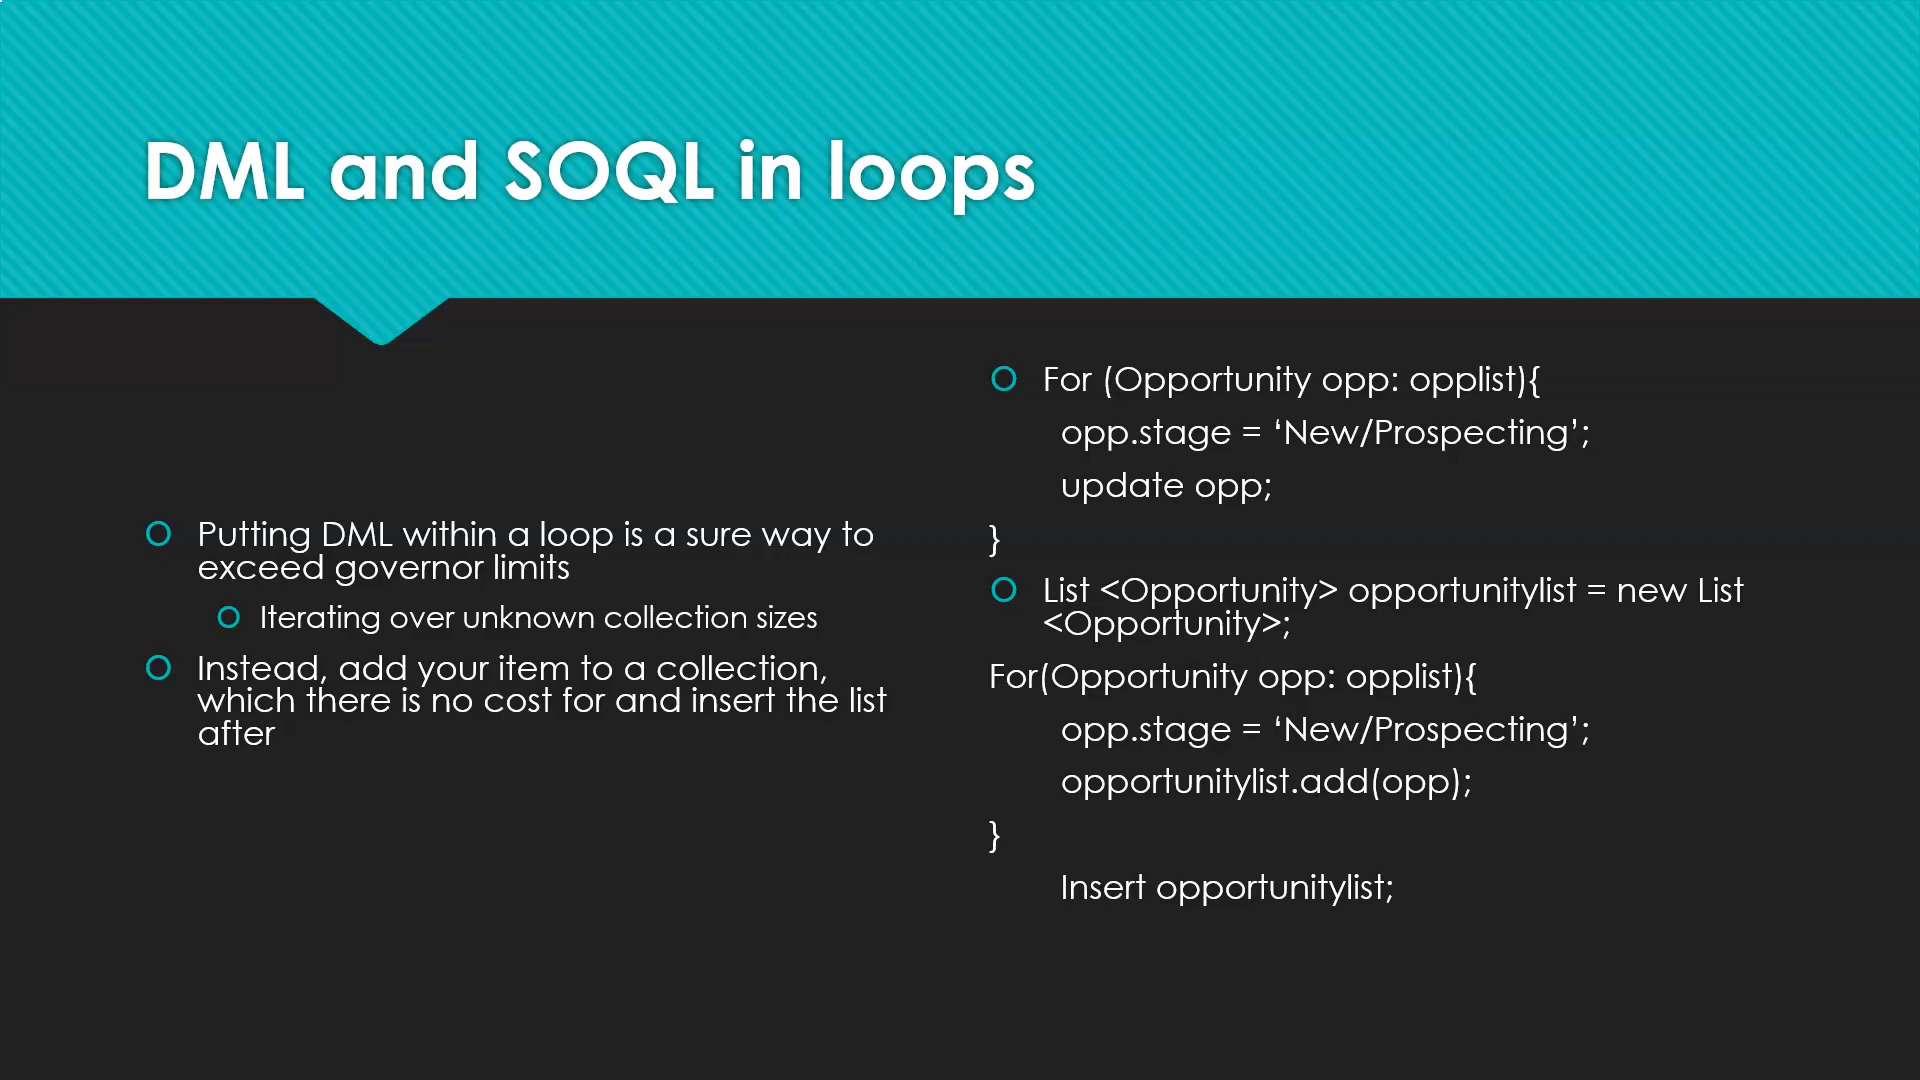 DML and SOQL in loops
Putting DML within a loop is a sure way to
exceed governor limits
Iterating over unknown collection sizes
Instead, add your item to a collection,
which there is no cost for and insert the list
after
For (Opportunity opp: opplist){
opp.stage = ‘New/Prospecting’;
update opp;
}
List <Opportunity> opportunitylist = new List
<Opportunity>;
For(Opportunity opp: opplist){
opp.stage = ‘New/Prospecting’;
opportunitylist.add(opp);
}
Insert opportunitylist;